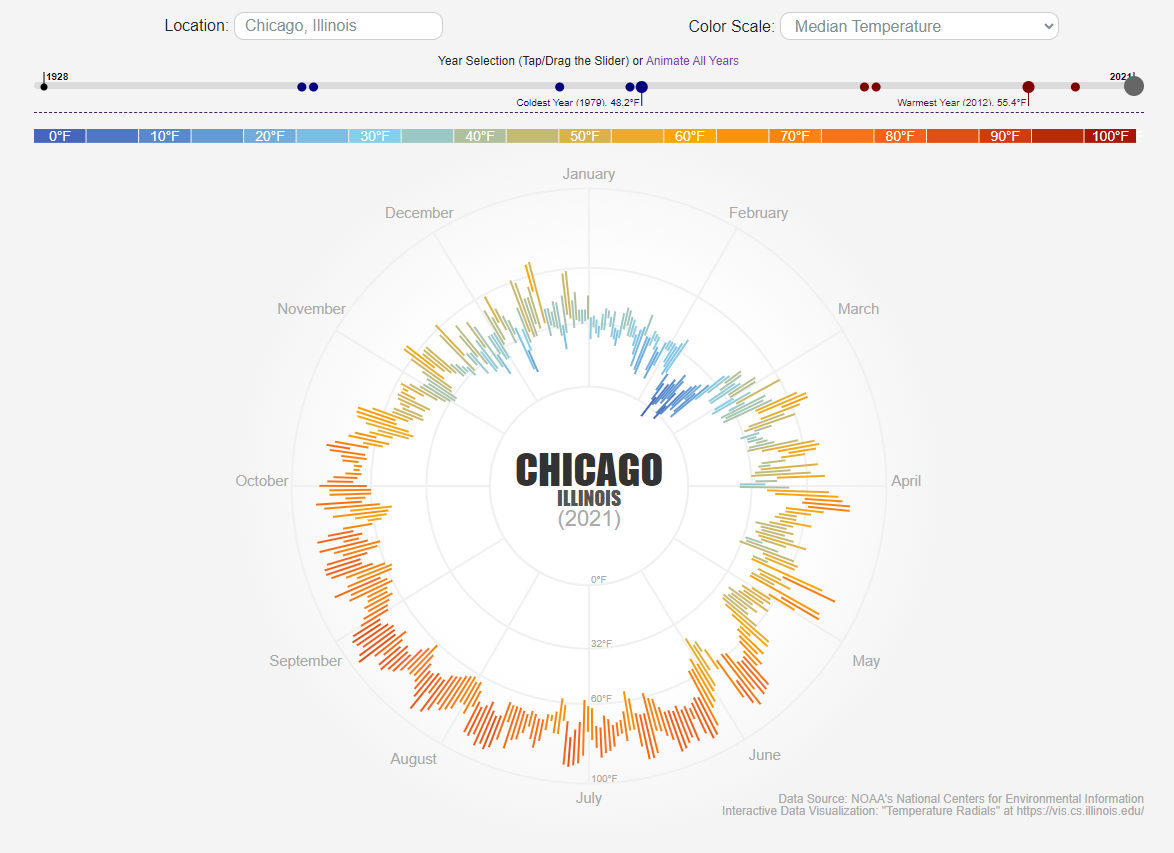 Location: Chicago, Illinois
Color Scale: Median Temperature
Year Selection (Tap/Drag the Slider) or Animate All Years
1928
2021
Coldest Year (1979), 48.2°F
Warmest Year (2012), 55.4°F
0°F 10°F 20°F 30°F 40°F 50°F 60°F 70°F 80°F 90°F 100°F
January
December
February
November
March
CHICAGO
ILLINOIS
(2021)
October
April
0°F
32°F
September
May
60°F
August
June
100°F
July
Data Source: NOAA's National Centers for Environmental Information
Interactive Data Visualization: "Temperature Radials" at https://vis.cs.illinois.edu/